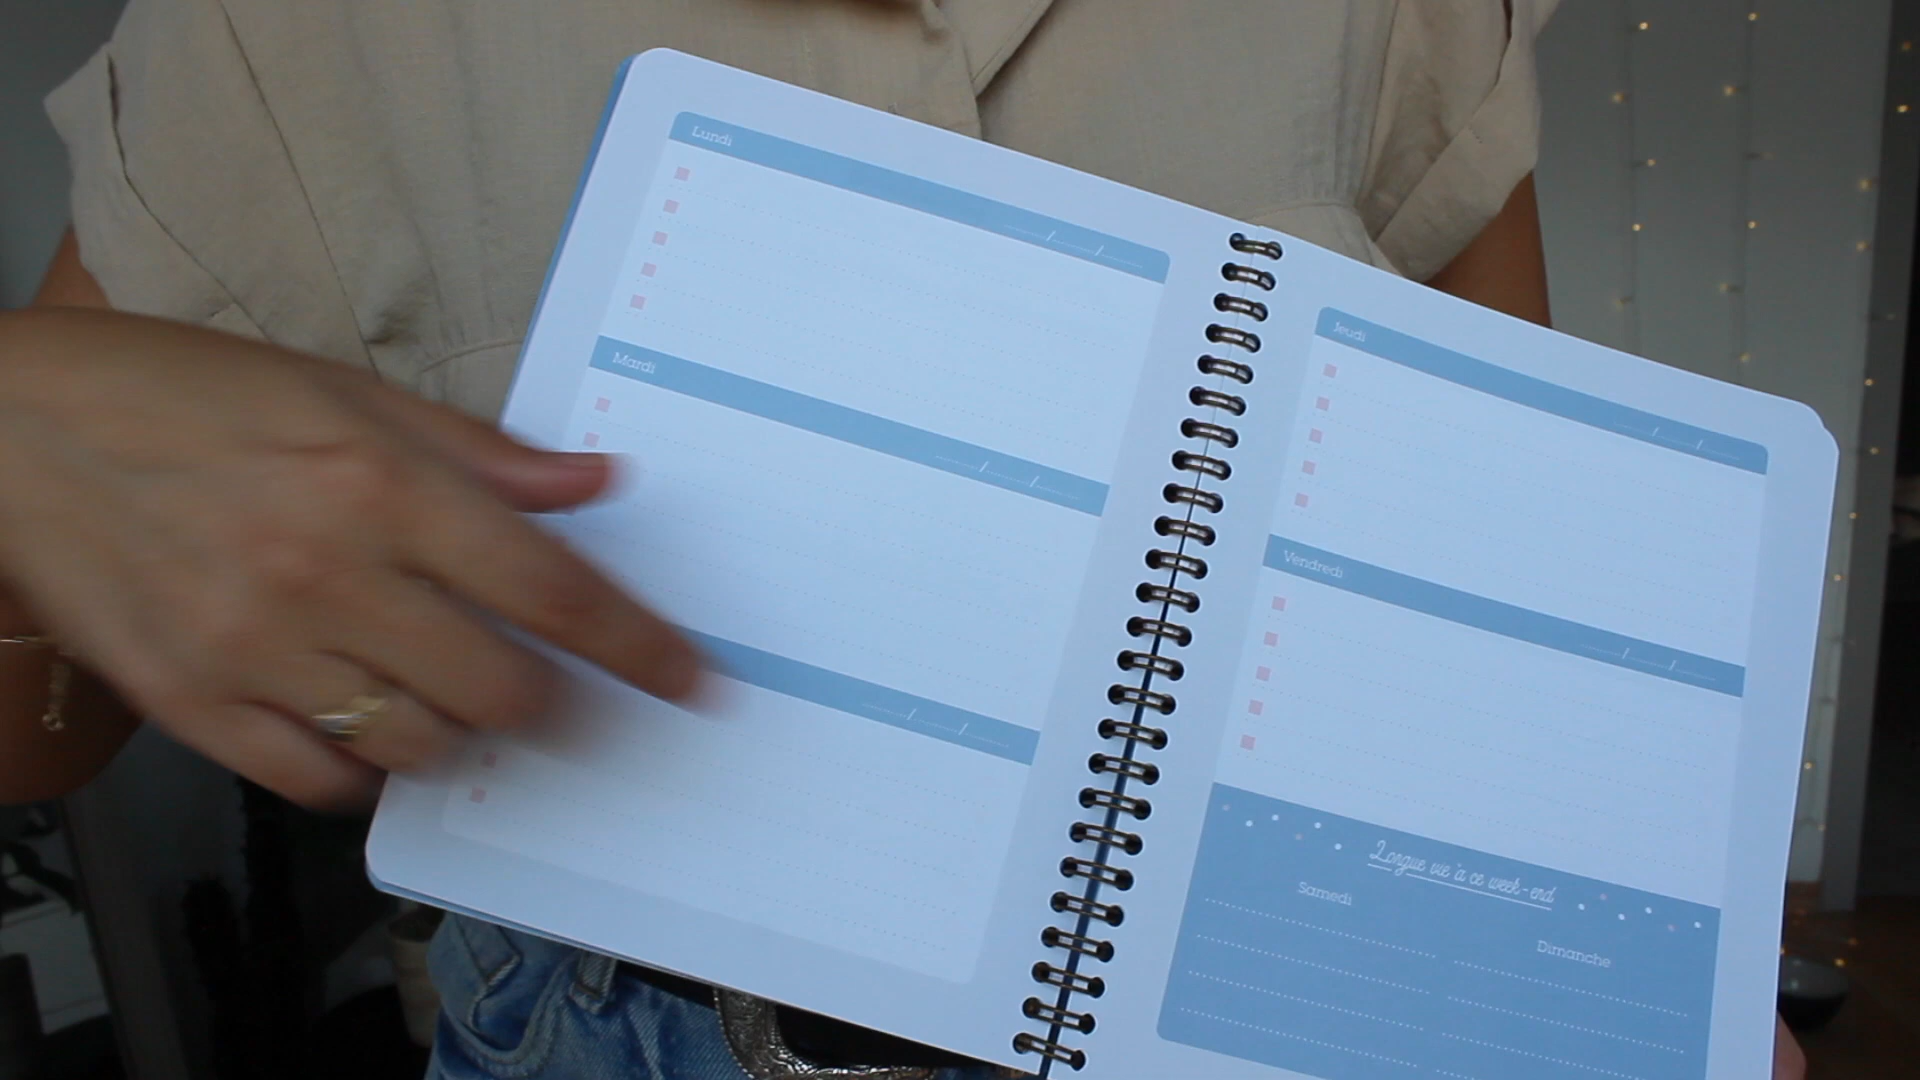 Lundi
Mardi
Jeudi
Vendredi
Longue vie à ce week-end
Samedi
Dimanche